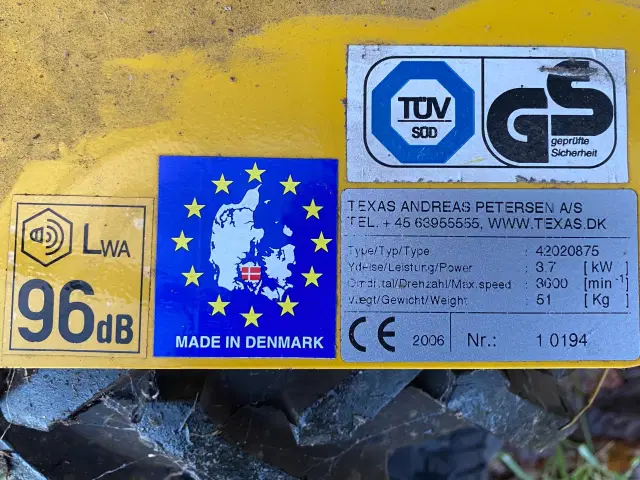 TÜV
SÜD
GS
geprüfte
Sicherheit
TEXAS ANDREAS PETERSEN A/S
TEL. + 45 63955555, WWW.TEXAS.DK
Type/Typ/Type : 42020875
Ydelse/Leistung/Power : 3.7 [ kW ]
Omdr.tal/Drehzahl/Max.speed : 3600 [min-1]
Vægt/Gewicht/Weight : 51 [ Kg ]
CE 2006 Nr.: 1 0194
MADE IN DENMARK
LWA
96dB